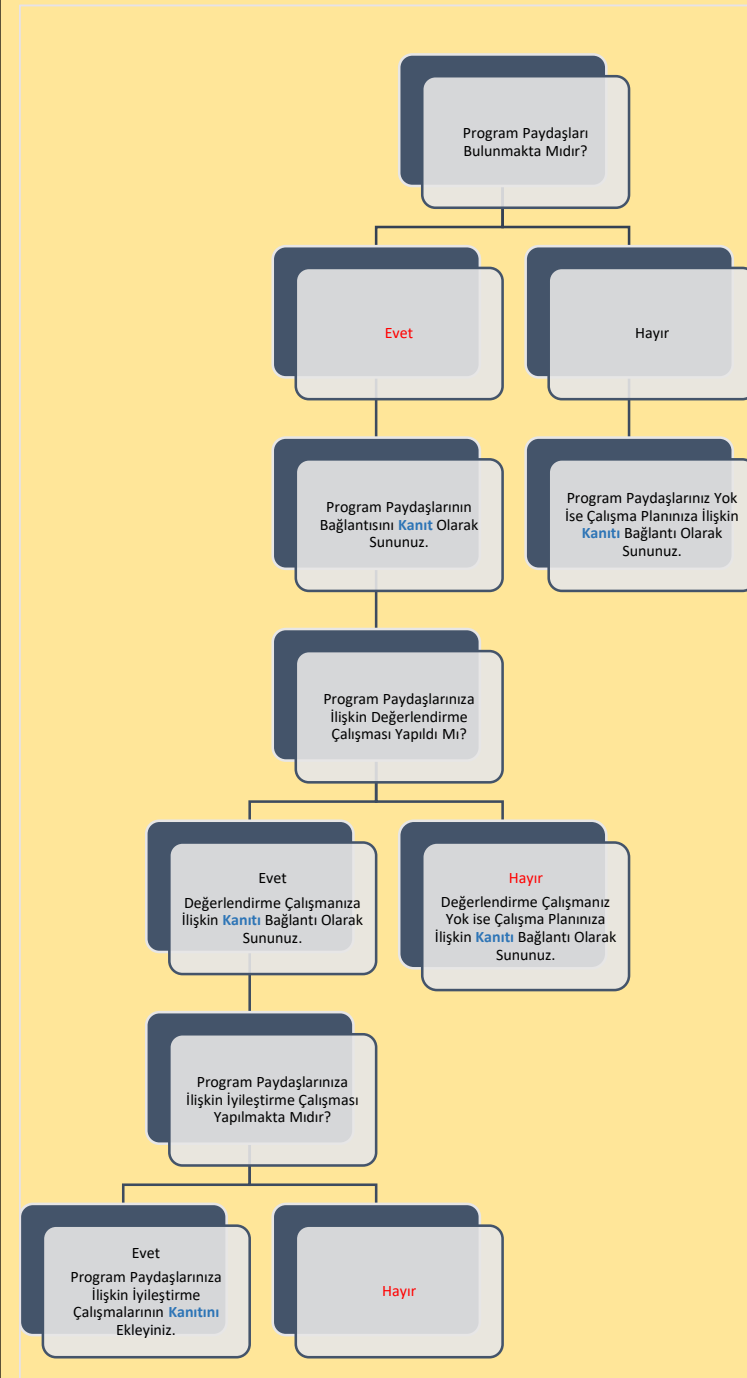 Program Paydaşları
Bulunmakta Mıdır?
Evet
Hayır
Program Paydaşlarının
Bağlantısını Kanıt Olarak
Sununuz.
Program Paydaşlarınız Yok
İse Çalışma Planınıza İlişkin
Kanıtı Bağlantı Olarak
Sununuz.
Program Paydaşlarınıza
İlişkin Değerlendirme
Çalışması Yapıldı Mı?
Evet
Değerlendirme Çalışmanıza
İlişkin Kanıtı Bağlantı Olarak
Sununuz.
Hayır
Değerlendirme Çalışmanız
Yok ise Çalışma Planınıza
İlişkin Kanıtı Bağlantı Olarak
Sununuz.
Program Paydaşlarınıza
İlişkin İyileştirme Çalışması
Yapılmakta Mıdır?
Evet
Program Paydaşlarınıza
İlişkin İyileştirme
Çalışmalarının Kanıtını
Ekleyiniz.
Hayır